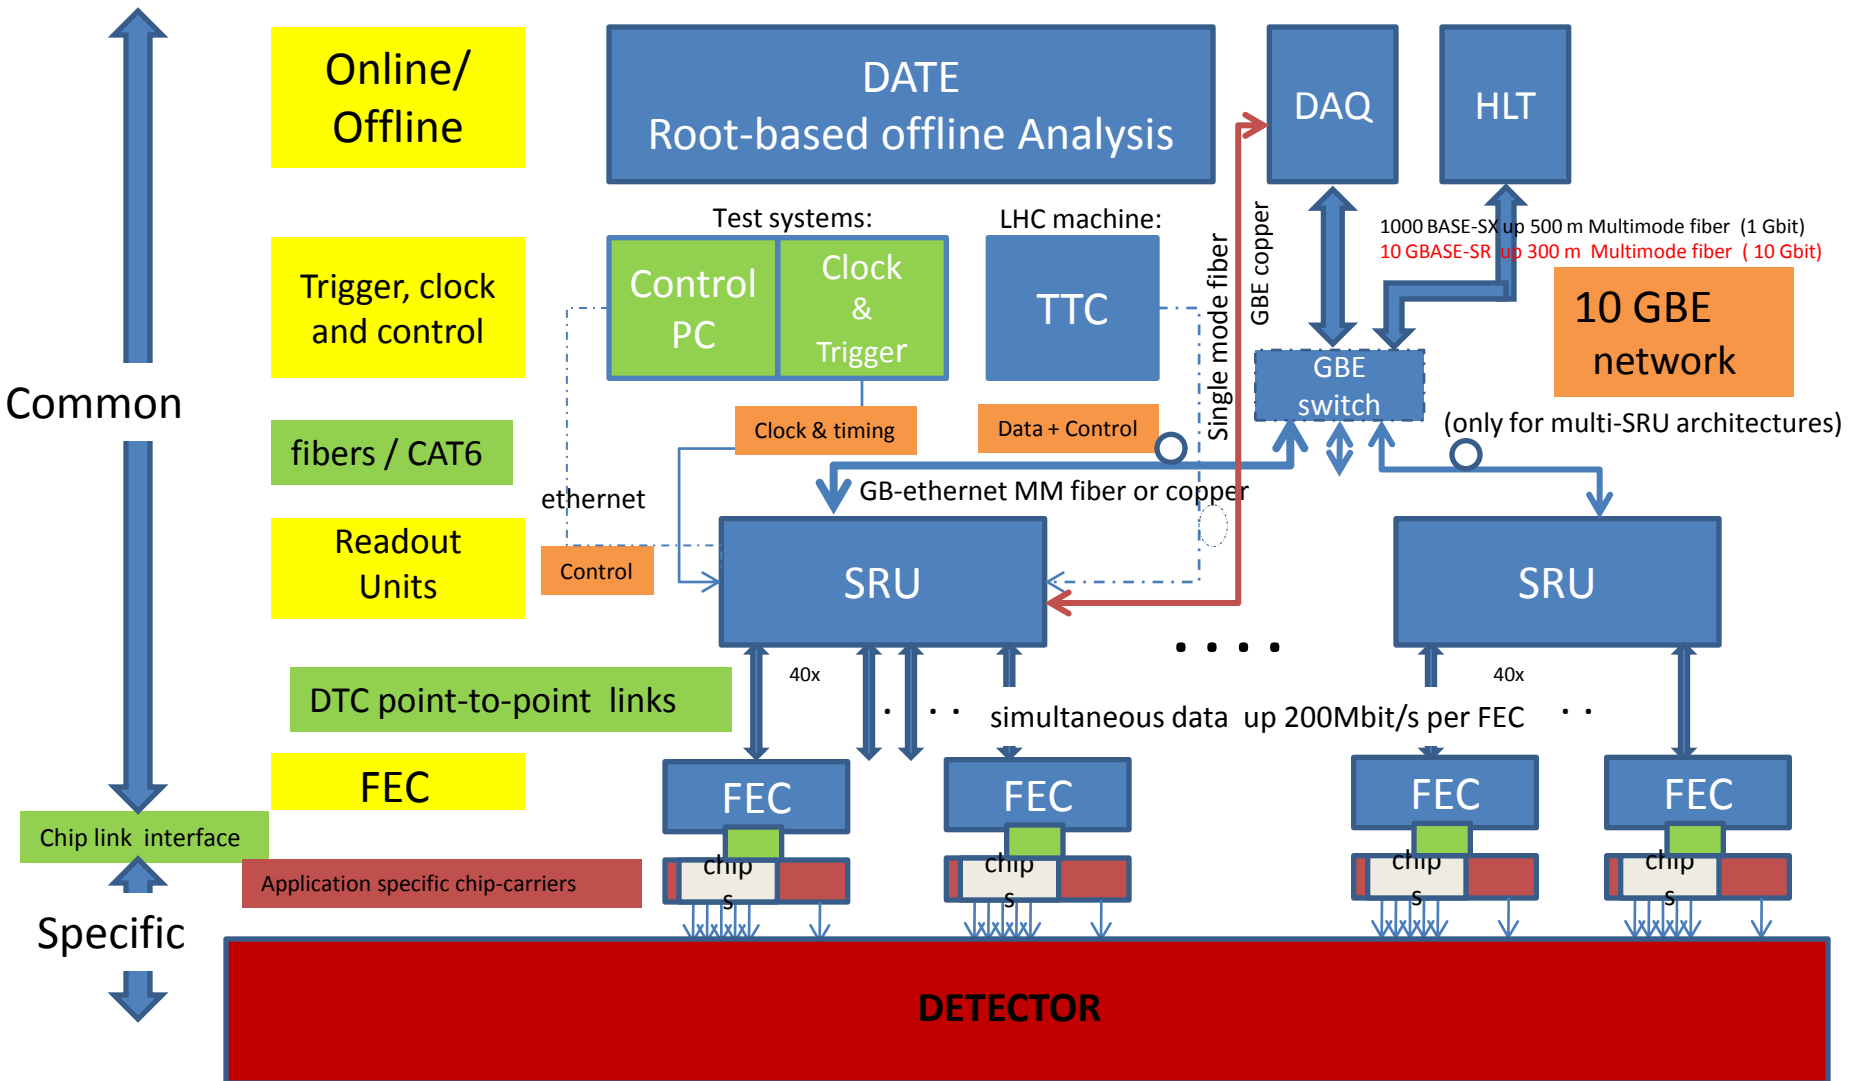 Online/
Offline
DATE
Root-based offline Analysis
DAQ
HLT
Test systems:
LHC machine:
1000 BASE-SX up 500 m Multimode fiber (1 Gbit)
10 GBASE-SR up 300 m Multimode fiber ( 10 Gbit)
Trigger, clock
and control
Control
PC
Clock
&
Trigger
TTC
Single mode fiber
GBE copper
GBE
switch
10 GBE
network
Common
fibers / CAT6
Clock & timing
Data + Control
(only for multi-SRU architectures)
ethernet
GB-ethernet MM fiber or copper
Readout
Units
Control
SRU
SRU
. . . .
40x
40x
DTC point-to-point links
. . .
simultaneous data up 200Mbit/s per FEC
. .
FEC
FEC
FEC
FEC
FEC
Chip link interface
Application specific chip-carriers
chip
s
chip
s
chip
s
chip
s
Specific
DETECTOR